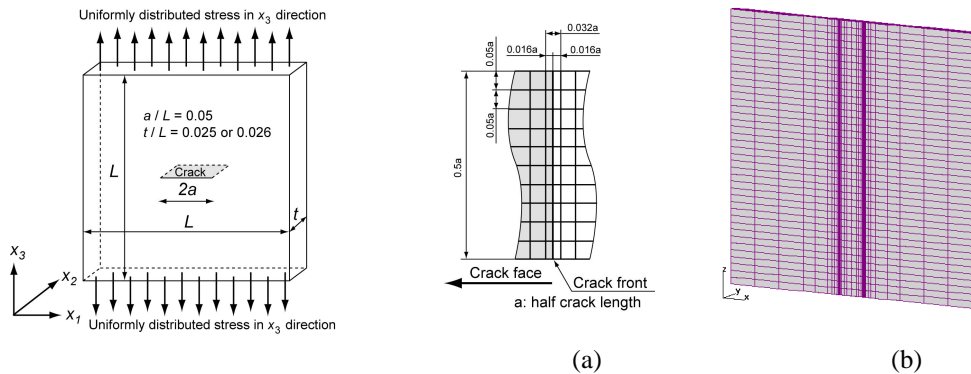 Uniformly distributed stress in x3 direction
a / L = 0.05
t / L = 0.025 or 0.026
L
Crack
2a
L
t
x3
x2
x1
Uniformly distributed stress in x3 direction
0.032a
0.016a
0.016a
0.05a
0.05a
0.5a
Crack face
Crack front
a: half crack length
(a)
z
Y
x
(b)